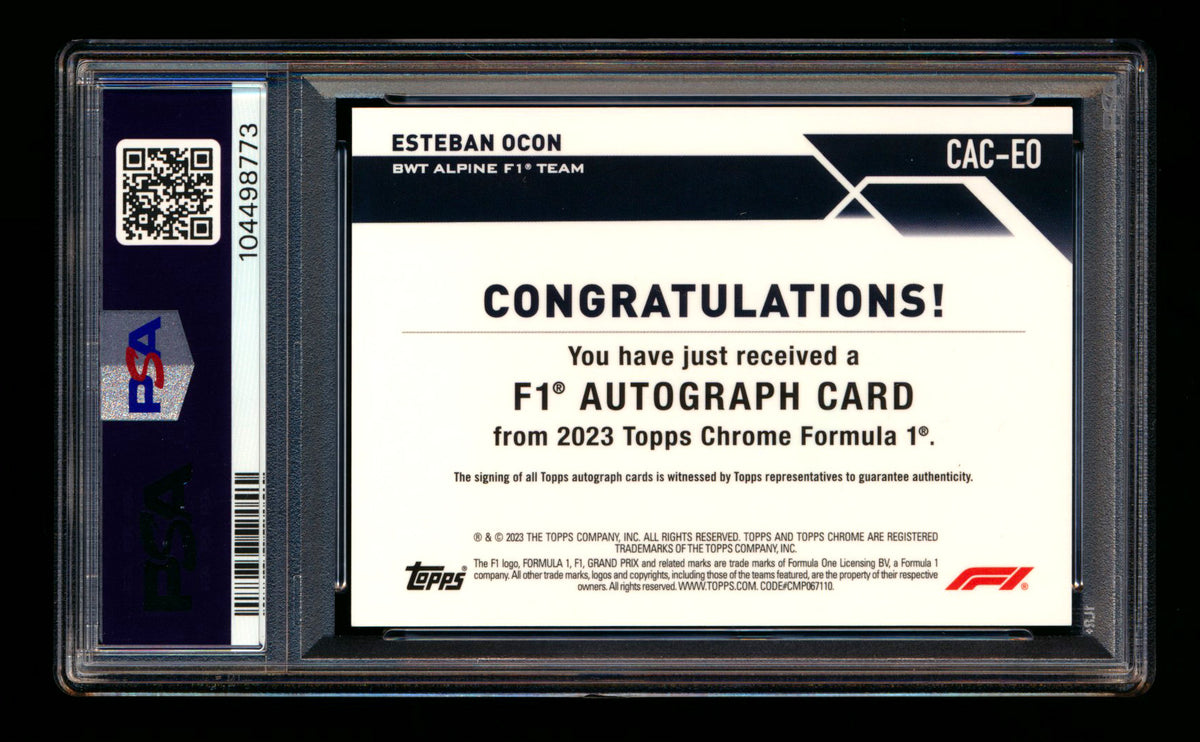 104498773
PSA
PSA
ESTEBAN OCON
BWT ALPINE F1® TEAM
CAC-EO
CONGRATULATIONS!
You have just received a
F1® AUTOGRAPH CARD
from 2023 Topps Chrome Formula 1®.
The signing of all Topps autograph cards is witnessed by Topps representatives to guarantee authenticity.
® & © 2023 THE TOPPS COMPANY, INC. ALL RIGHTS RESERVED. TOPPS AND TOPPS CHROME ARE REGISTERED
TRADEMARKS OF THE TOPPS COMPANY, INC.
The F1 logo, FORMULA 1, F1, GRAND PRIX and related marks are trade marks of Formula One Licensing BV, a Formula 1
company. All other trade marks, logos and copyrights, including those of the teams featured, are the property of their respective
owners. All rights reserved. WWW.TOPPS.COM. CODE#CMP067110.
Topps®
F1®